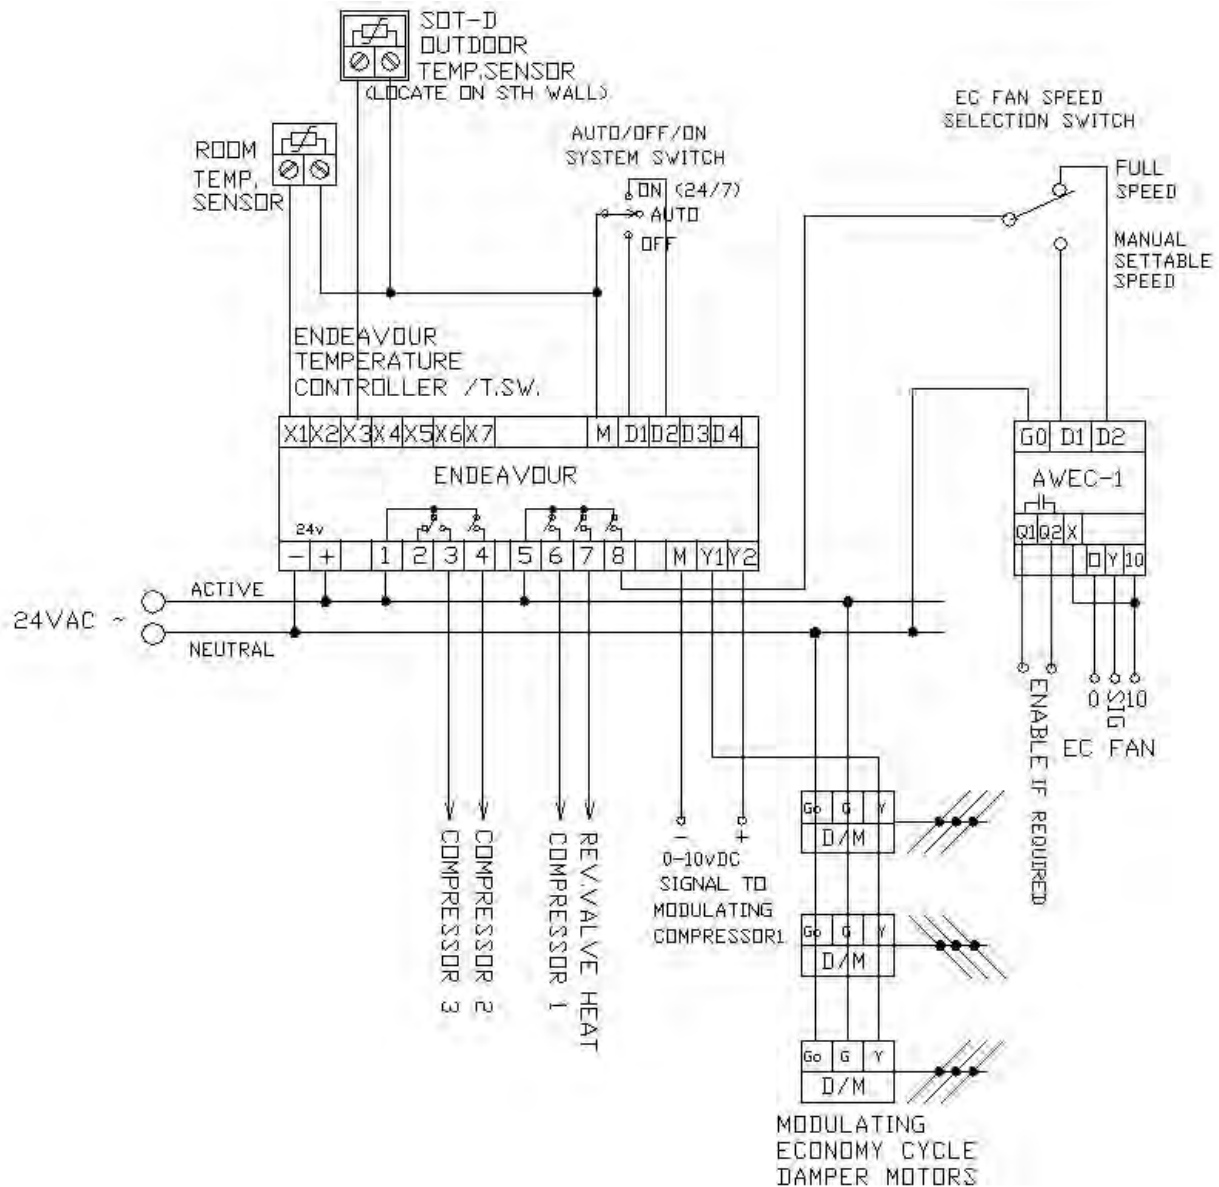 SOT-D
OUTDOOR
TEMP.SENSOR
(LOCATE ON STH WALL)
ROOM
TEMP.
SENSOR
AUTO/OFF/ON
SYSTEM SWITCH
ON (24/7)
AUTO
OFF
EC FAN SPEED
SELECTION SWITCH
FULL
SPEED
MANUAL
SETTABLE
SPEED
ENDEAVOUR
TEMPERATURE
CONTROLLER /T.SW.
X1 X2 X3 X4 X5 X6 X7 M D1 D2 D3 D4
ENDEAVOUR
24v
- + 1 2 3 4 5 6 7 8 M Y1 Y2
G0 D1 D2
AWEC-1
Q1 Q2 X
0 Y 10
24VAC ~
ACTIVE
NEUTRAL
COMPRESSOR 3
COMPRESSOR 2
COMPRESSOR 1
REV.VALVE HEAT
- +
0-10vDC
SIGNAL TO
MODULATING
COMPRESSOR1
ENABLE IF REQUIRED
0 SIG 10
EC FAN
Go G Y
D/M
Go G Y
D/M
Go G Y
D/M
MODULATING
ECONOMY CYCLE
DAMPER MOTORS